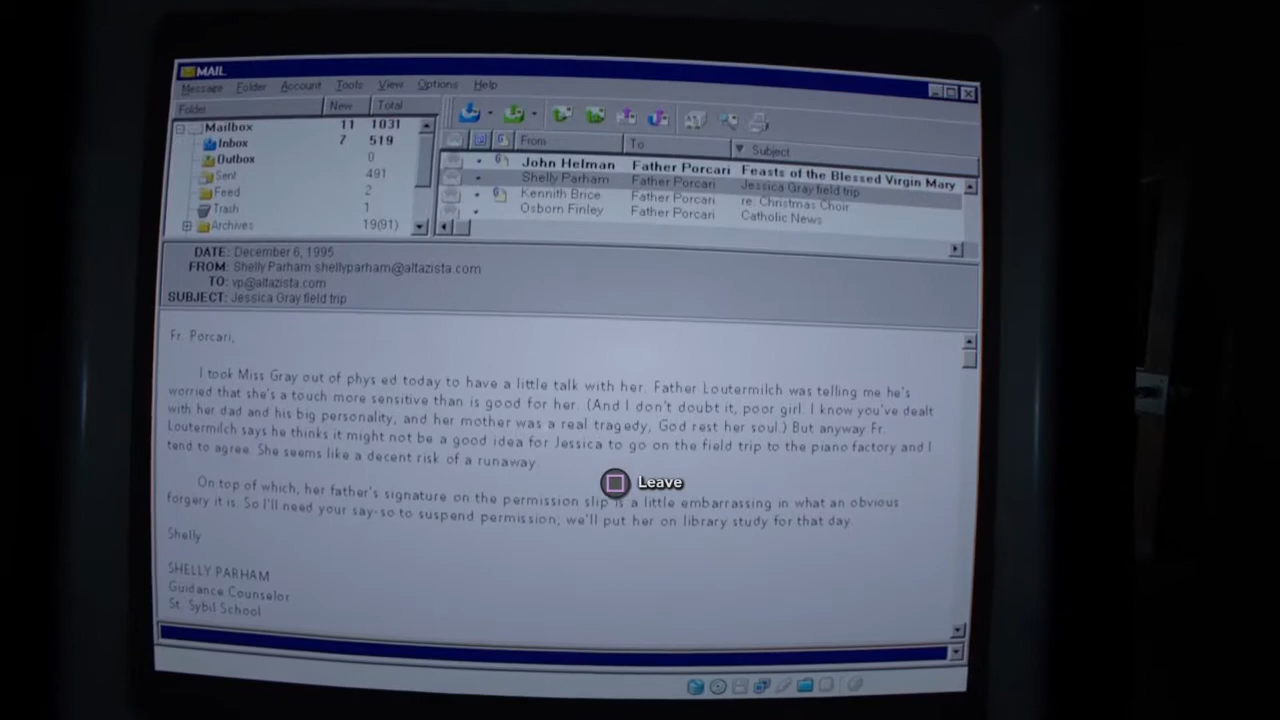 MAIL
Message Folder Account Tools View Options Help
Folder New Total
Mailbox 11 1031
Inbox 7 519
Outbox 0
Sent 491
Feed 2
Trash 1
Archives 19(91)
From To Subject
John Helman Father Porcari Feasts of the Blessed Virgin Mary
Shelly Parham Father Porcari Jessica Gray field trip
Kennith Brice Father Porcari re: Christmas Choir
Osborn Finley Father Porcari Catholic News
DATE: December 6, 1995
FROM: Shelly Parham shellyparham@altazista.com
TO: vp@altazista.com
SUBJECT: Jessica Gray field trip
Fr. Porcari,
I took Miss Gray out of phys ed today to have a little talk with her. Father Loutermilch was telling me he's
worried that she's a touch more sensitive than is good for her. (And I don't doubt it, poor girl. I know you've dealt
with her dad and his big personality, and her mother was a real tragedy, God rest her soul.) But anyway Fr.
Loutermilch says he thinks it might not be a good idea for Jessica to go on the field trip to the piano factory and I
tend to agree. She seems like a decent risk of a runaway.
On top of which, her father's signature on the permission slip is a little embarrassing in what an obvious
forgery it is. So I'll need your say-so to suspend permission; we'll put her on library study for that day.
Shelly
SHELLY PARHAM
Guidance Counselor
St. Sybil School
Leave